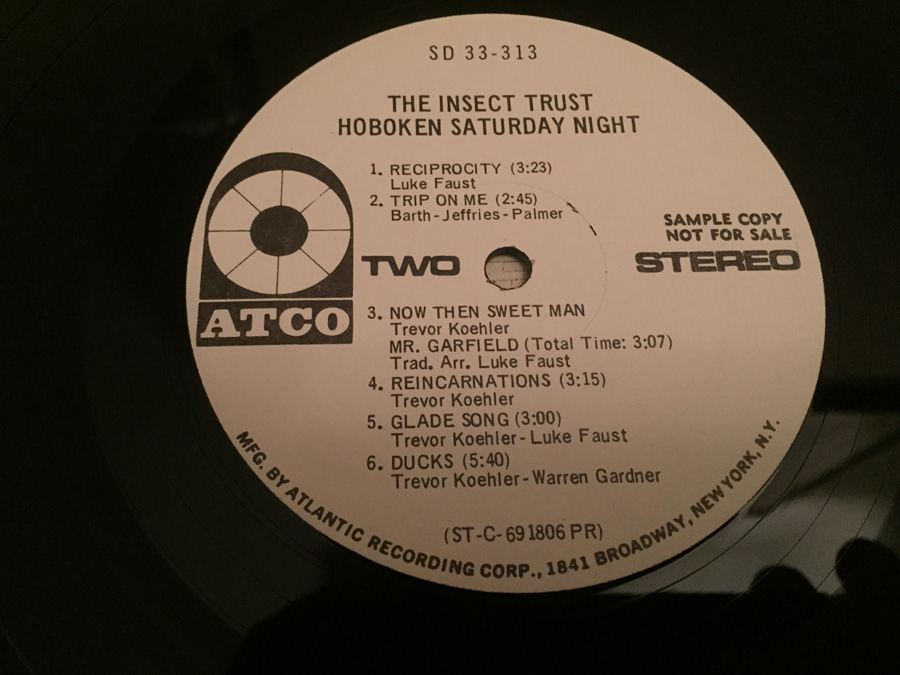 SD 33-313
THE INSECT TRUST
HOBOKEN SATURDAY NIGHT
1. RECIPROCITY (3:23)
Luke Faust
2. TRIP ON ME (2:45)
Barth-Jeffries-Palmer
SAMPLE COPY
NOT FOR SALE
TWO
STEREO
ATCO
3. NOW THEN SWEET MAN
Trevor Koehler
MR. GARFIELD (Total Time: 3:07)
Trad. Arr. Luke Faust
4. REINCARNATIONS (3:15)
Trevor Koehler
5. GLADE SONG (3:00)
Trevor Koehler-Luke Faust
6. DUCKS (5:40)
Trevor Koehler-Warren Gardner
(ST-C-691806 PR)
MFG. BY ATLANTIC RECORDING CORP., 1841 BROADWAY, NEW YORK, N.Y.